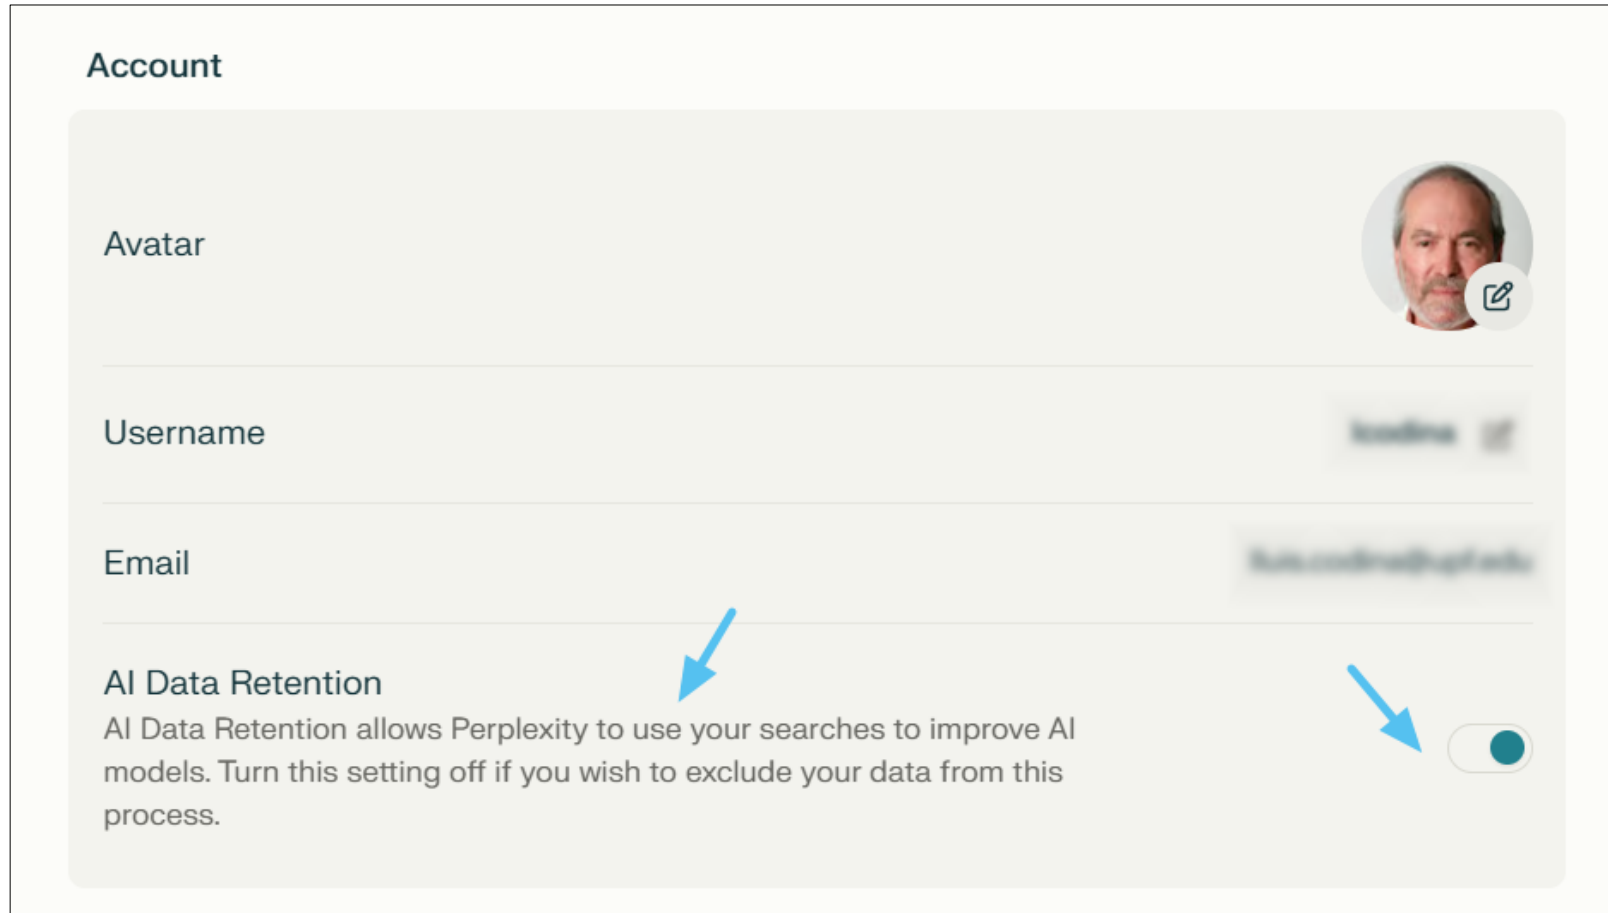 Account
Avatar
Username
Email
AI Data Retention
AI Data Retention allows Perplexity to use your searches to improve AI
models. Turn this setting off if you wish to exclude your data from this
process.